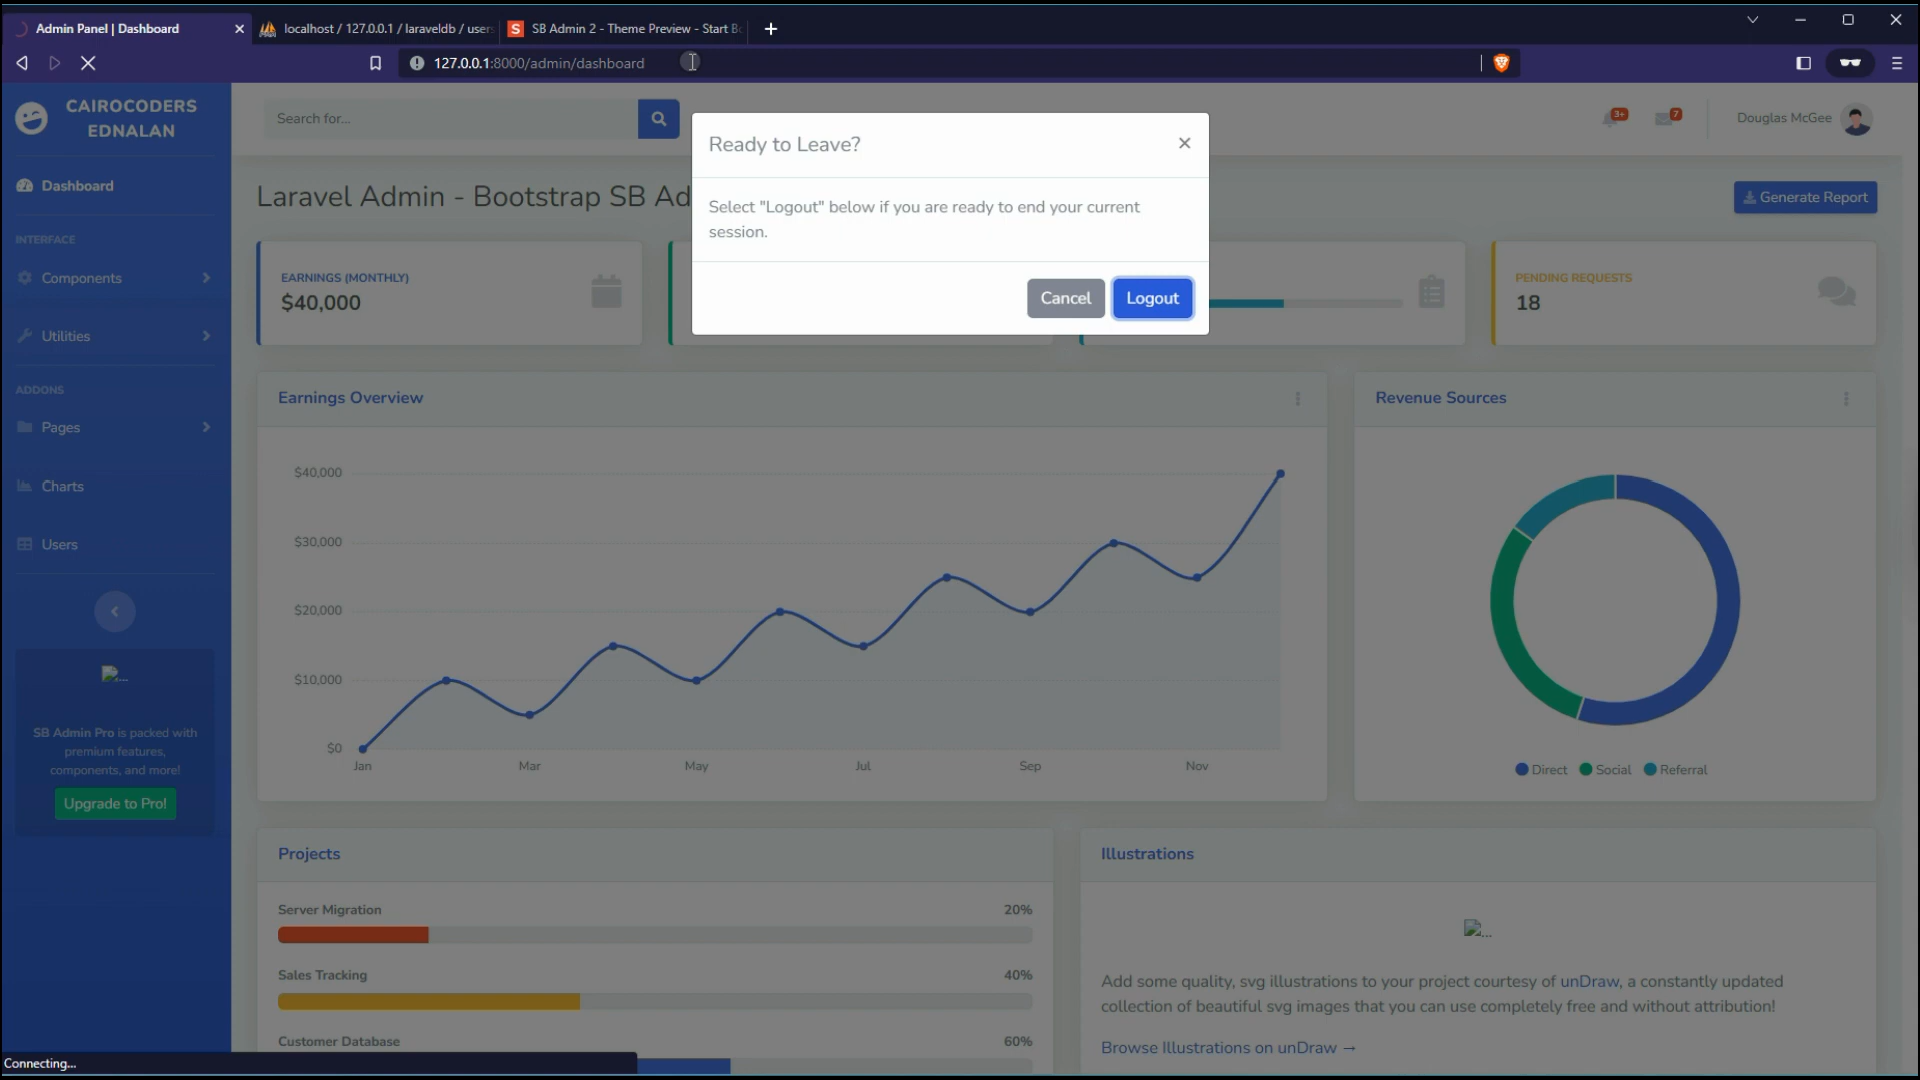 Admin Panel | Dashboard
localhost / 127.0.0.1 / laraveldb / users
SB Admin 2 - Theme Preview - Start Bo
127.0.0.1:8000/admin/dashboard
CAIROCODERS
EDNALAN
Search for...
3+
7
Douglas McGee
Ready to Leave?
Select "Logout" below if you are ready to end your current
session.
Cancel
Logout
Dashboard
INTERFACE
Components
Utilities
ADDONS
Pages
Charts
Users
SB Admin Pro is packed with
premium features,
components, and more!
Upgrade to Pro!
Laravel Admin - Bootstrap SB Ad
Generate Report
EARNINGS (MONTHLY)
$40,000
PENDING REQUESTS
18
Earnings Overview
$40,000
$30,000
$20,000
$10,000
$0
Jan
Mar
May
Jul
Sep
Nov
Revenue Sources
Direct
Social
Referral
Projects
Server Migration
20%
Sales Tracking
40%
Customer Database
60%
Illustrations
...
Add some quality, svg illustrations to your project courtesy of unDraw, a constantly updated
collection of beautiful svg images that you can use completely free and without attribution!
Browse Illustrations on unDraw →
Connecting...